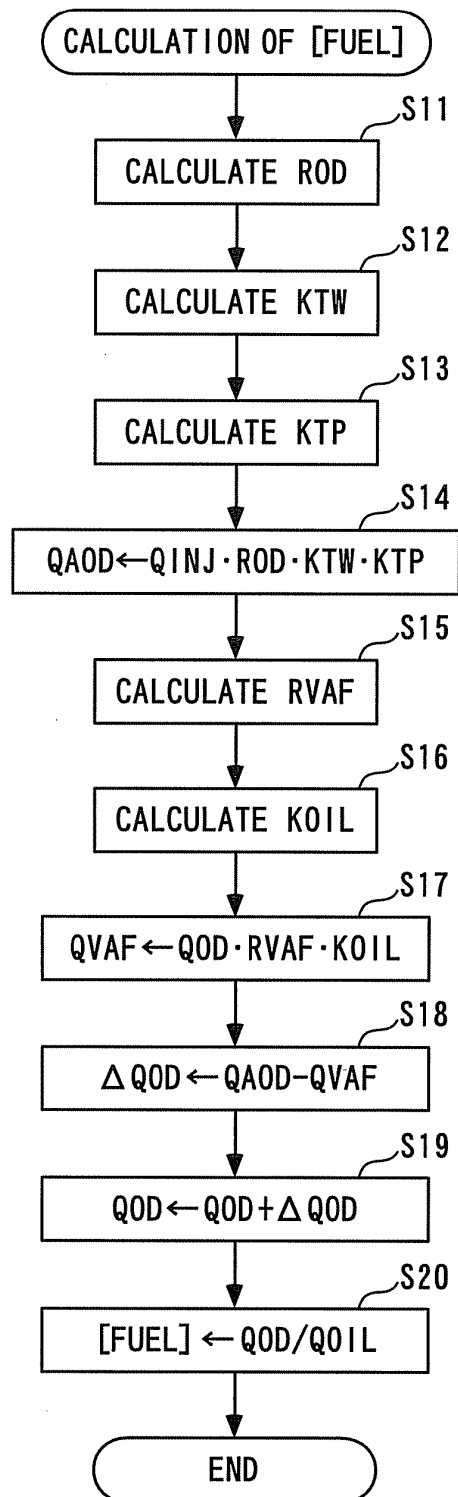 CALCULATION OF [FUEL]
S11
CALCULATE ROD
S12
CALCULATE KTW
S13
CALCULATE KTP
S14
QAOD←QINJ·ROD·KTW·KTP
S15
CALCULATE RVAF
S16
CALCULATE KOIL
S17
QVAF←QOD·RVAF·KOIL
S18
ΔQOD←QAOD-QVAF
S19
QOD←QOD+ΔQOD
S20
[FUEL]←QOD/QOIL
END